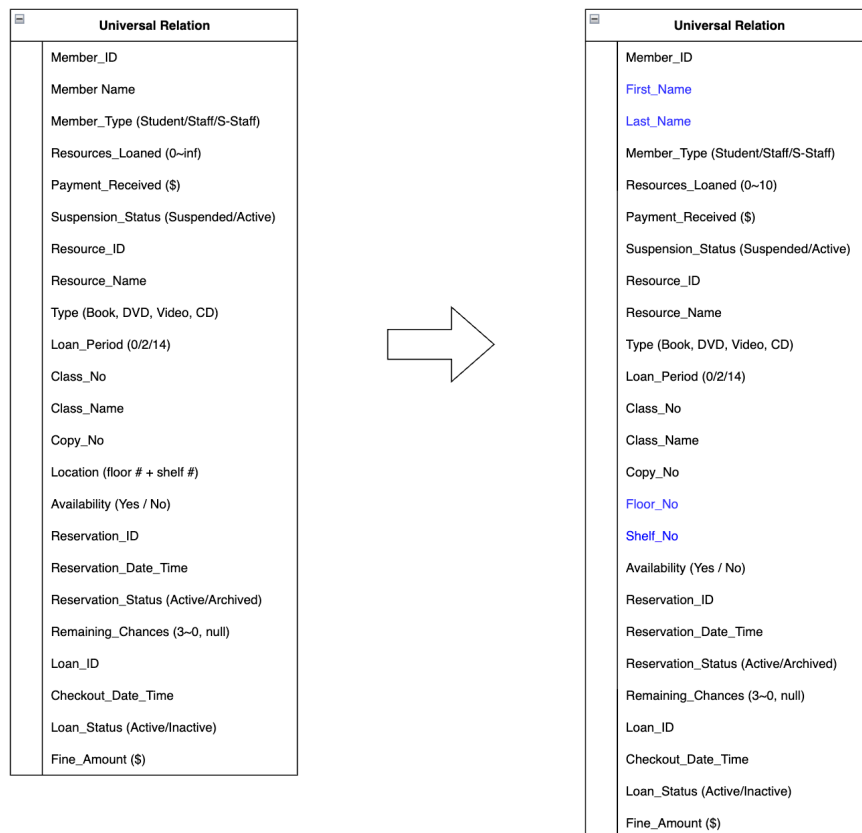 Universal Relation
Member_ID
Member Name
Member_Type (Student/Staff/S-Staff)
Resources_Loaned (0~inf)
Payment_Received ($)
Suspension_Status (Suspended/Active)
Resource_ID
Resource_Name
Type (Book, DVD, Video, CD)
Loan_Period (0/2/14)
Class_No
Class_Name
Copy_No
Location (floor # + shelf #)
Availability (Yes / No)
Reservation_ID
Reservation_Date_Time
Reservation_Status (Active/Archived)
Remaining_Chances (3~0, null)
Loan_ID
Checkout_Date_Time
Loan_Status (Active/Inactive)
Fine_Amount ($)
Universal Relation
Member_ID
First_Name
Last_Name
Member_Type (Student/Staff/S-Staff)
Resources_Loaned (0~10)
Payment_Received ($)
Suspension_Status (Suspended/Active)
Resource_ID
Resource_Name
Type (Book, DVD, Video, CD)
Loan_Period (0/2/14)
Class_No
Class_Name
Copy_No
Floor_No
Shelf_No
Availability (Yes / No)
Reservation_ID
Reservation_Date_Time
Reservation_Status (Active/Archived)
Remaining_Chances (3~0, null)
Loan_ID
Checkout_Date_Time
Loan_Status (Active/Inactive)
Fine_Amount ($)